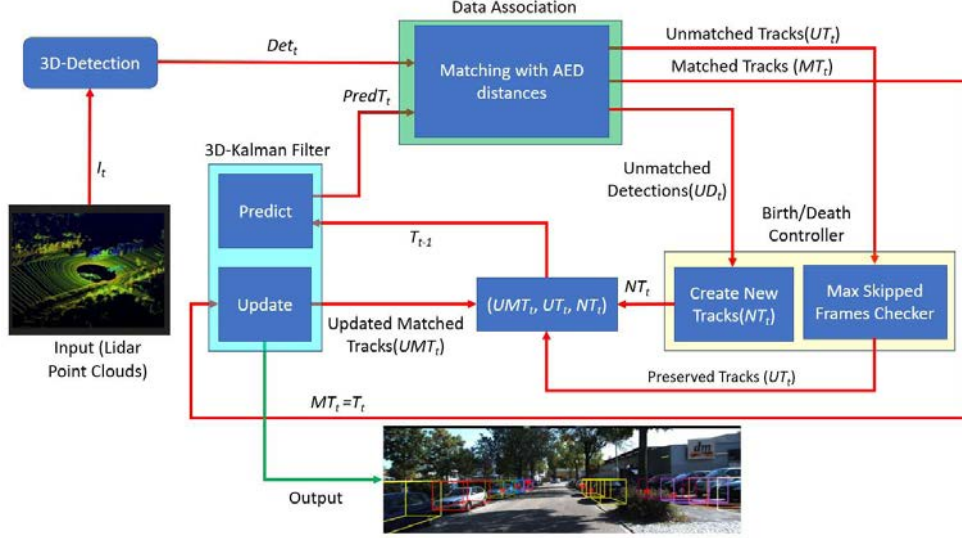 Data Association
3D-Detection
Det_t
Matching with AED
distances
Unmatched Tracks(UT_t)
Matched Tracks (MT_t)
PredT_t
I_t
3D-Kalman Filter
Predict
Unmatched
Detections(UD_t)
Birth/Death
Controller
T_{t-1}
Update
(UMT_t, UT_t, NT_t)
NT_t
Create New
Tracks(NT_t)
Max Skipped
Frames Checker
Input (Lidar
Point Clouds)
Updated Matched
Tracks(UMT_t)
Preserved Tracks (UT_t)
MT_t =T_t
dm
Output